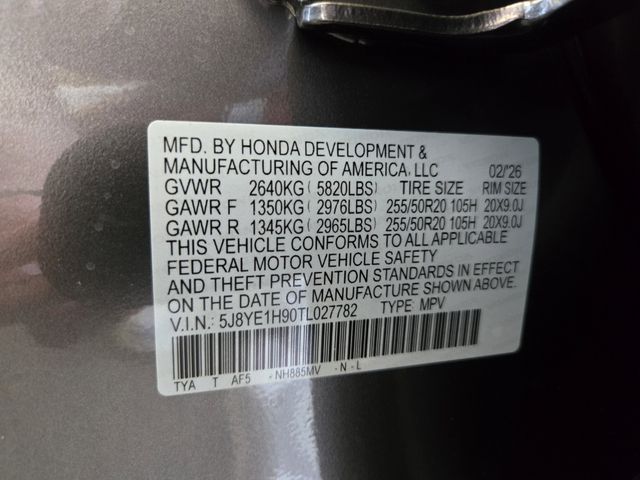 MFD. BY HONDA DEVELOPMENT &
MANUFACTURING OF AMERICA, LLC 02/'26
GVWR 2640KG ( 5820LBS) TIRE SIZE RIM SIZE
GAWR F 1350KG ( 2976LBS) 255/50R20 105H 20X9.0J
GAWR R 1345KG ( 2965LBS) 255/50R20 105H 20X9.0J
THIS VEHICLE CONFORMS TO ALL APPLICABLE
FEDERAL MOTOR VEHICLE SAFETY
AND THEFT PREVENTION STANDARDS IN EFFECT
ON THE DATE OF MANUFACTURE SHOWN ABOVE.
V.I.N.: 5J8YE1H90TL027782 TYPE: MPV
TYA T AF5 -NH885MV -N-L